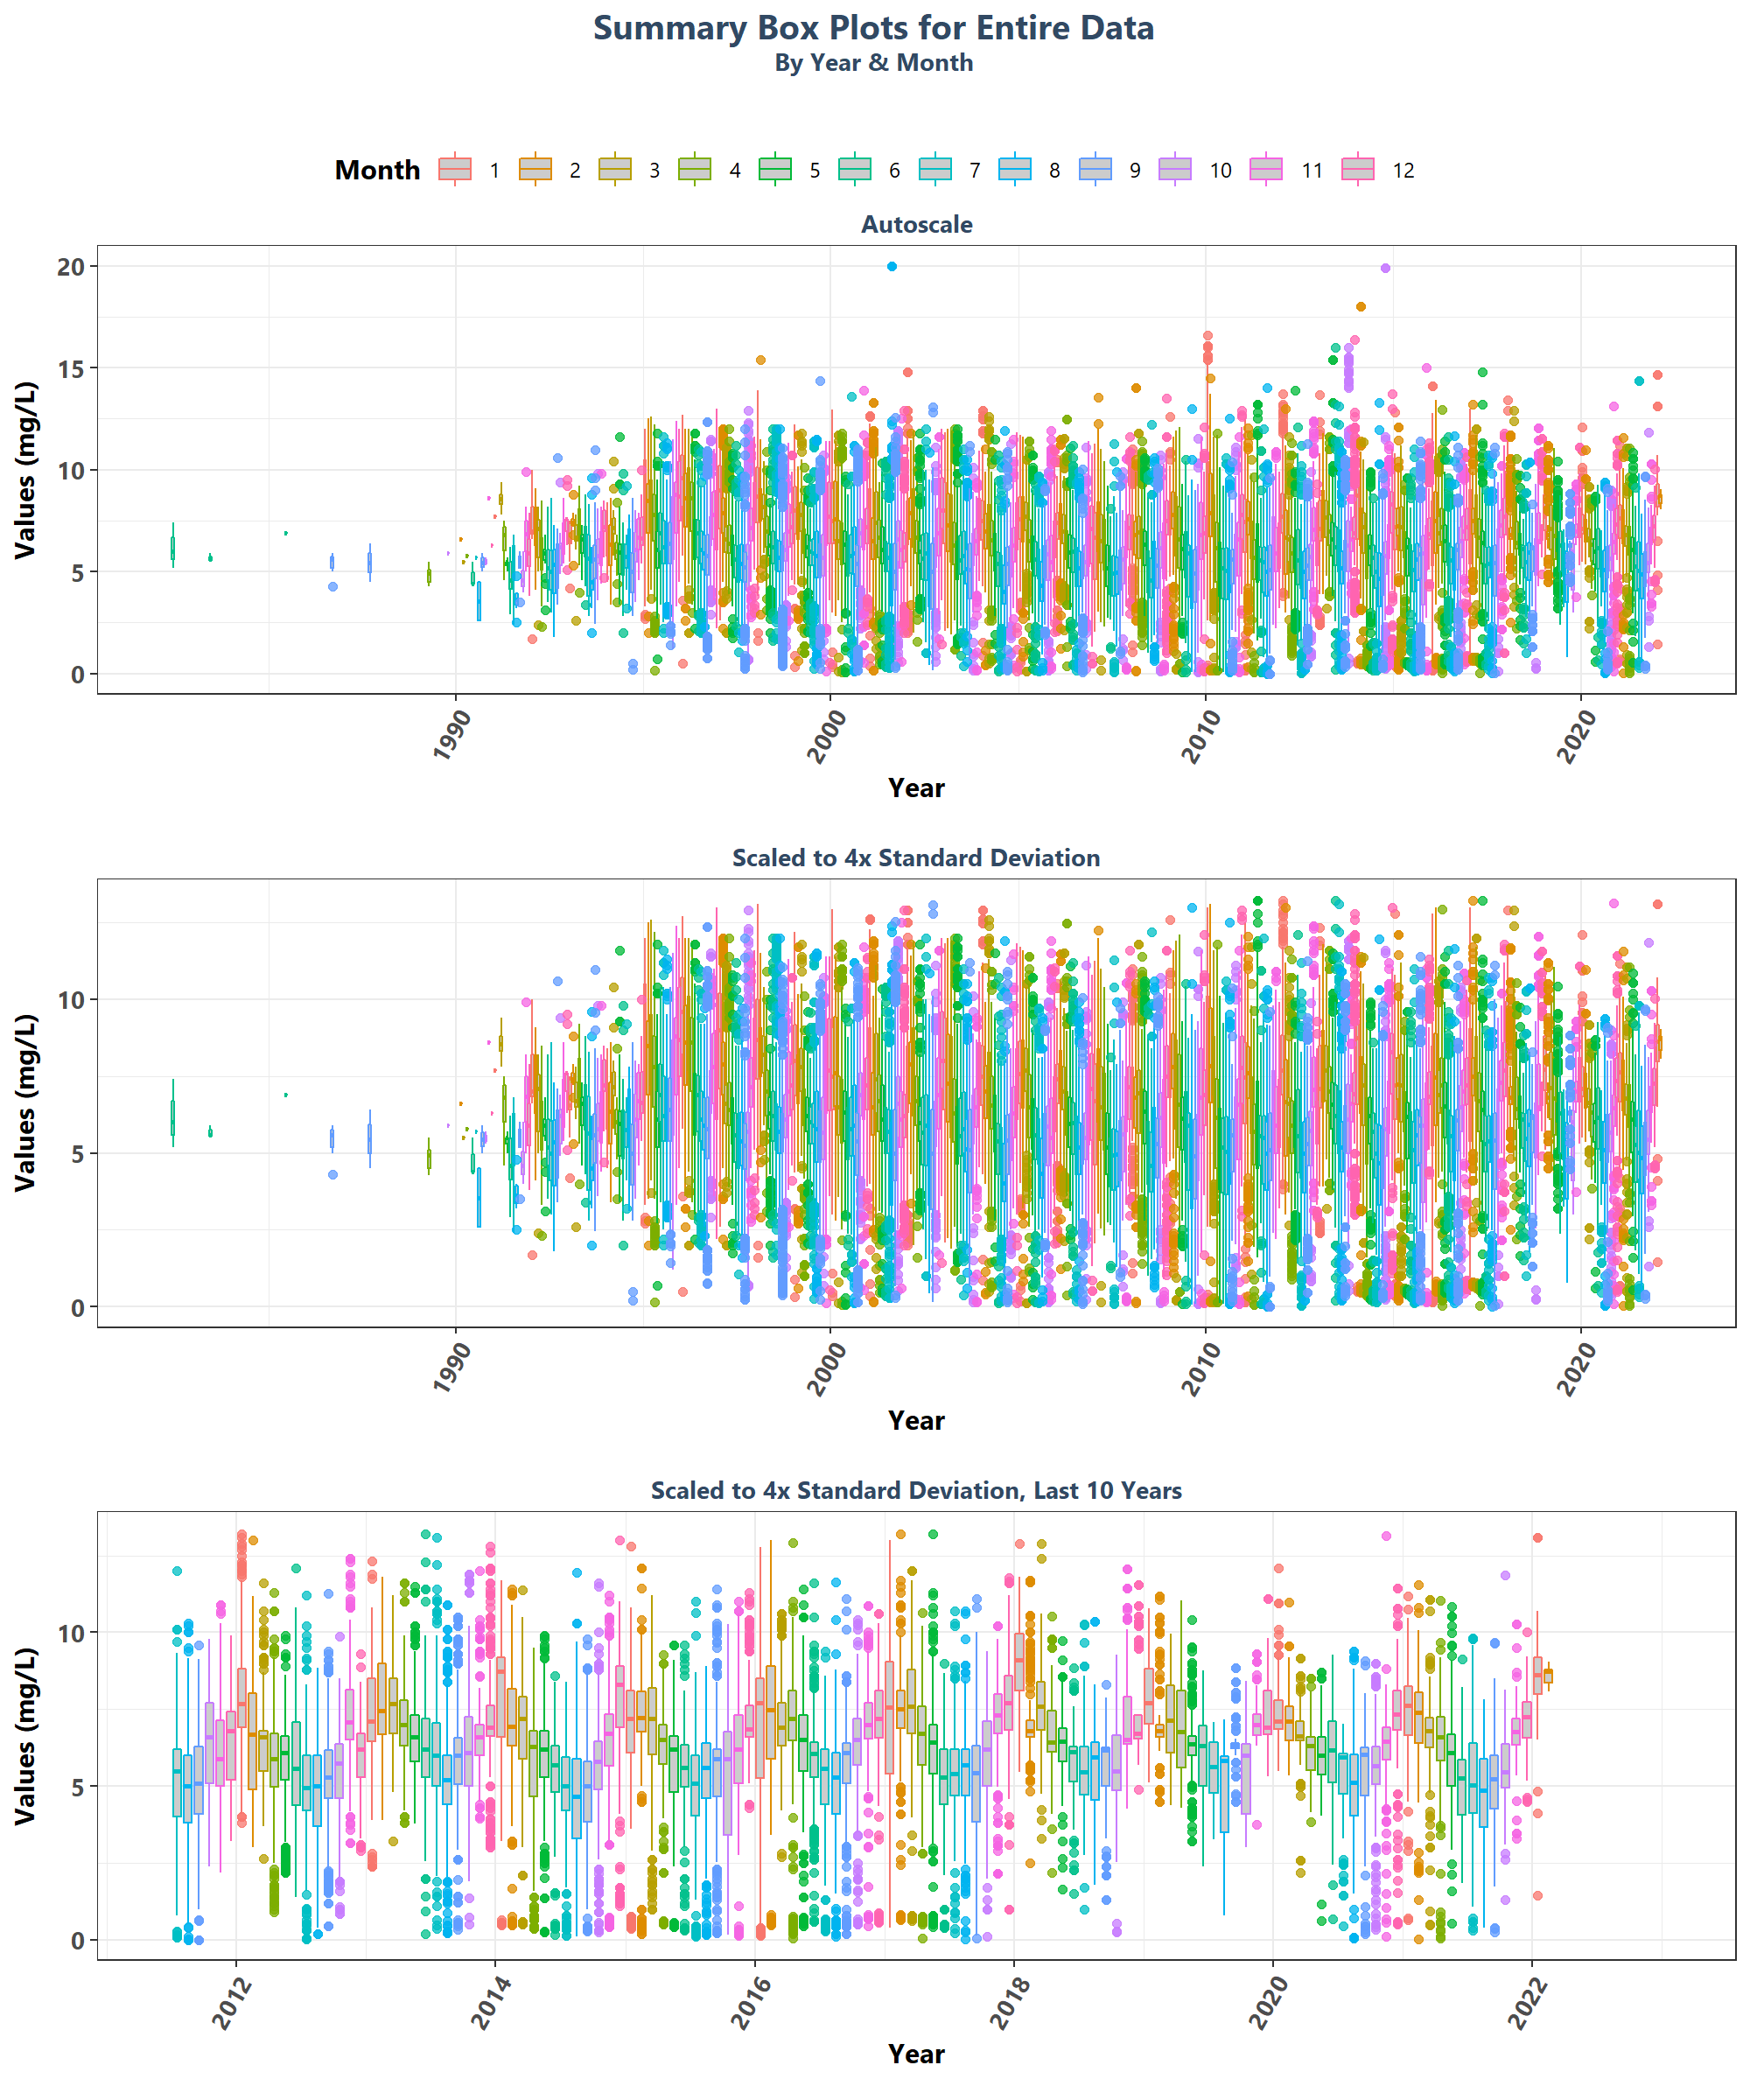 Summary Box Plots for Entire Data
By Year & Month
Month 1 2 3 4 5 6 7 8 9 10 11 12
Autoscale
Values (mg/L)
20
15
10
5
0
1990 2000 2010 2020
Year
Scaled to 4x Standard Deviation
Values (mg/L)
10
5
0
1990 2000 2010 2020
Year
Scaled to 4x Standard Deviation, Last 10 Years
Values (mg/L)
10
5
0
2012 2014 2016 2018 2020 2022
Year